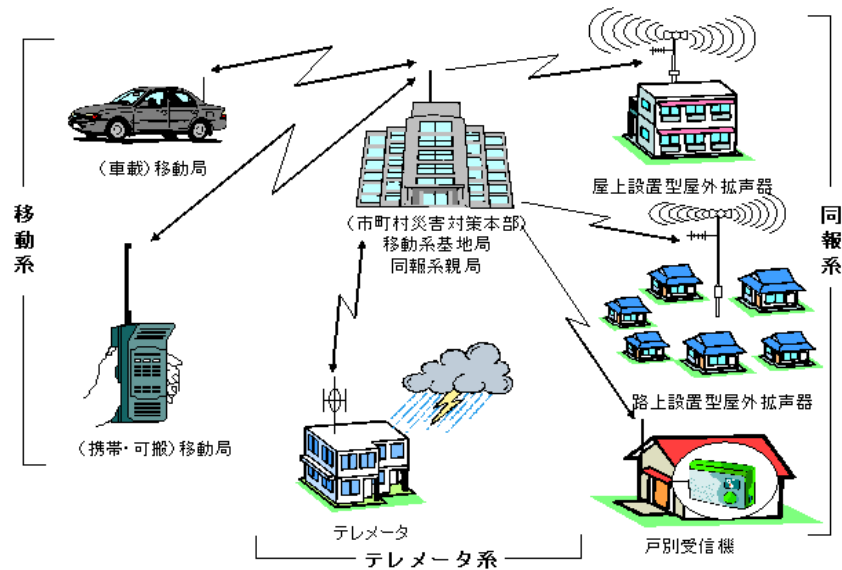 (車載)移動局
屋上設置型屋外拡声器
(市町村災害対策本部)
移動系基地局
同報系親局
移動系
同報系
路上設置型屋外拡声器
(携帯・可搬)移動局
テレメータ
戸別受信機
テレメータ系